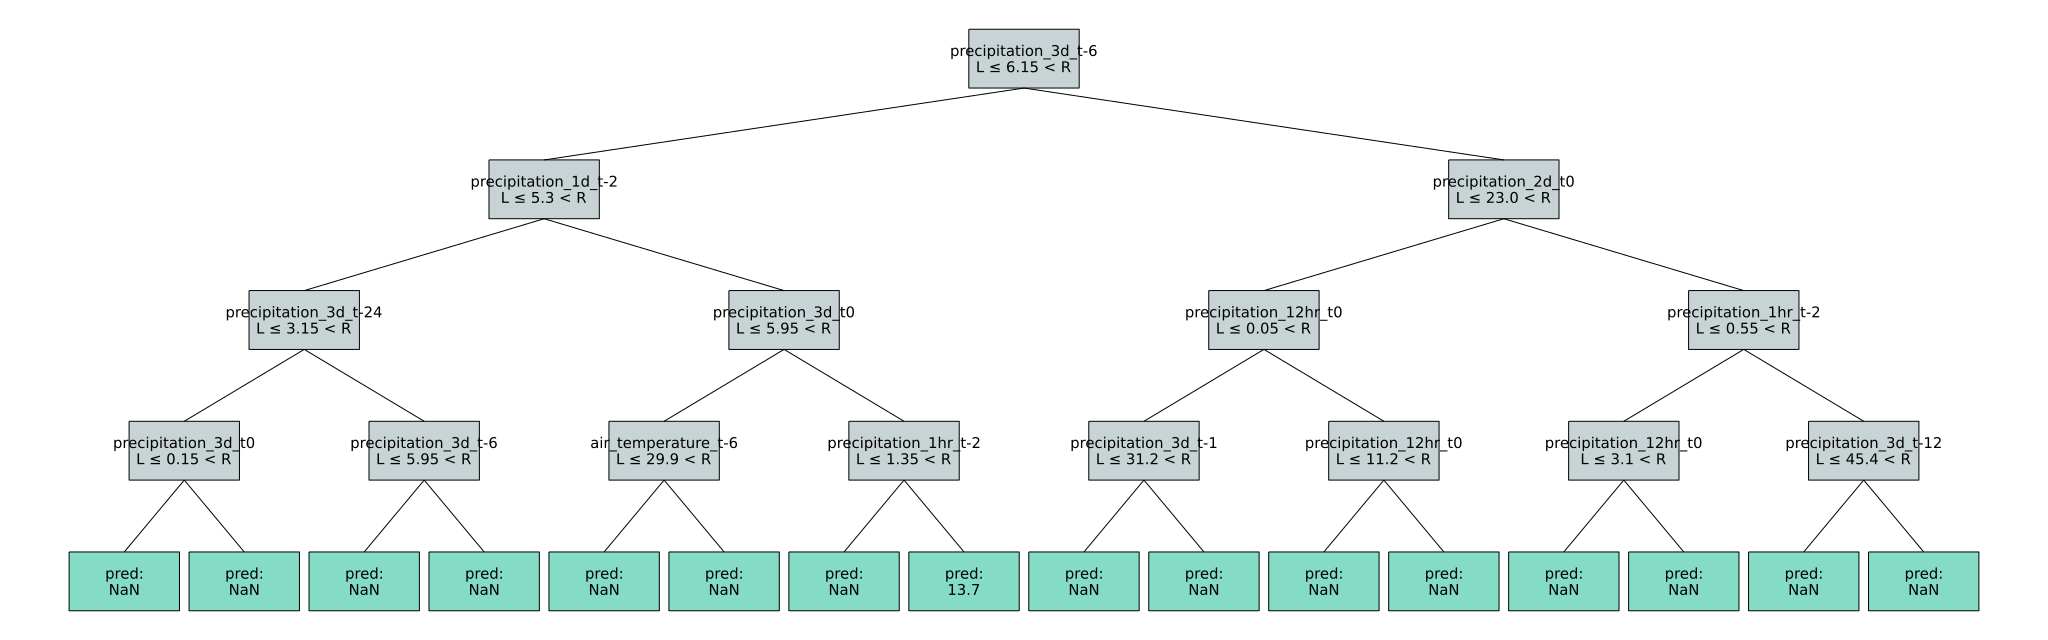 precipitation_3d_t-6
L ≤ 6.15 < R
precipitation_1d_t-2
L ≤ 5.3 < R
precipitation_2d_t0
L ≤ 23.0 < R
precipitation_3d_t-24
L ≤ 3.15 < R
precipitation_3d_t0
L ≤ 5.95 < R
precipitation_12hr_t0
L ≤ 0.05 < R
precipitation_1hr_t-2
L ≤ 0.55 < R
precipitation_3d_t0
L ≤ 0.15 < R
precipitation_3d_t-6
L ≤ 5.95 < R
air_temperature_t-6
L ≤ 29.9 < R
precipitation_1hr_t-2
L ≤ 1.35 < R
precipitation_3d_t-1
L ≤ 31.2 < R
precipitation_12hr_t0
L ≤ 11.2 < R
precipitation_12hr_t0
L ≤ 3.1 < R
precipitation_3d_t-12
L ≤ 45.4 < R
pred:
NaN
pred:
NaN
pred:
NaN
pred:
NaN
pred:
NaN
pred:
NaN
pred:
NaN
pred:
13.7
pred:
NaN
pred:
NaN
pred:
NaN
pred:
NaN
pred:
NaN
pred:
NaN
pred:
NaN
pred:
NaN